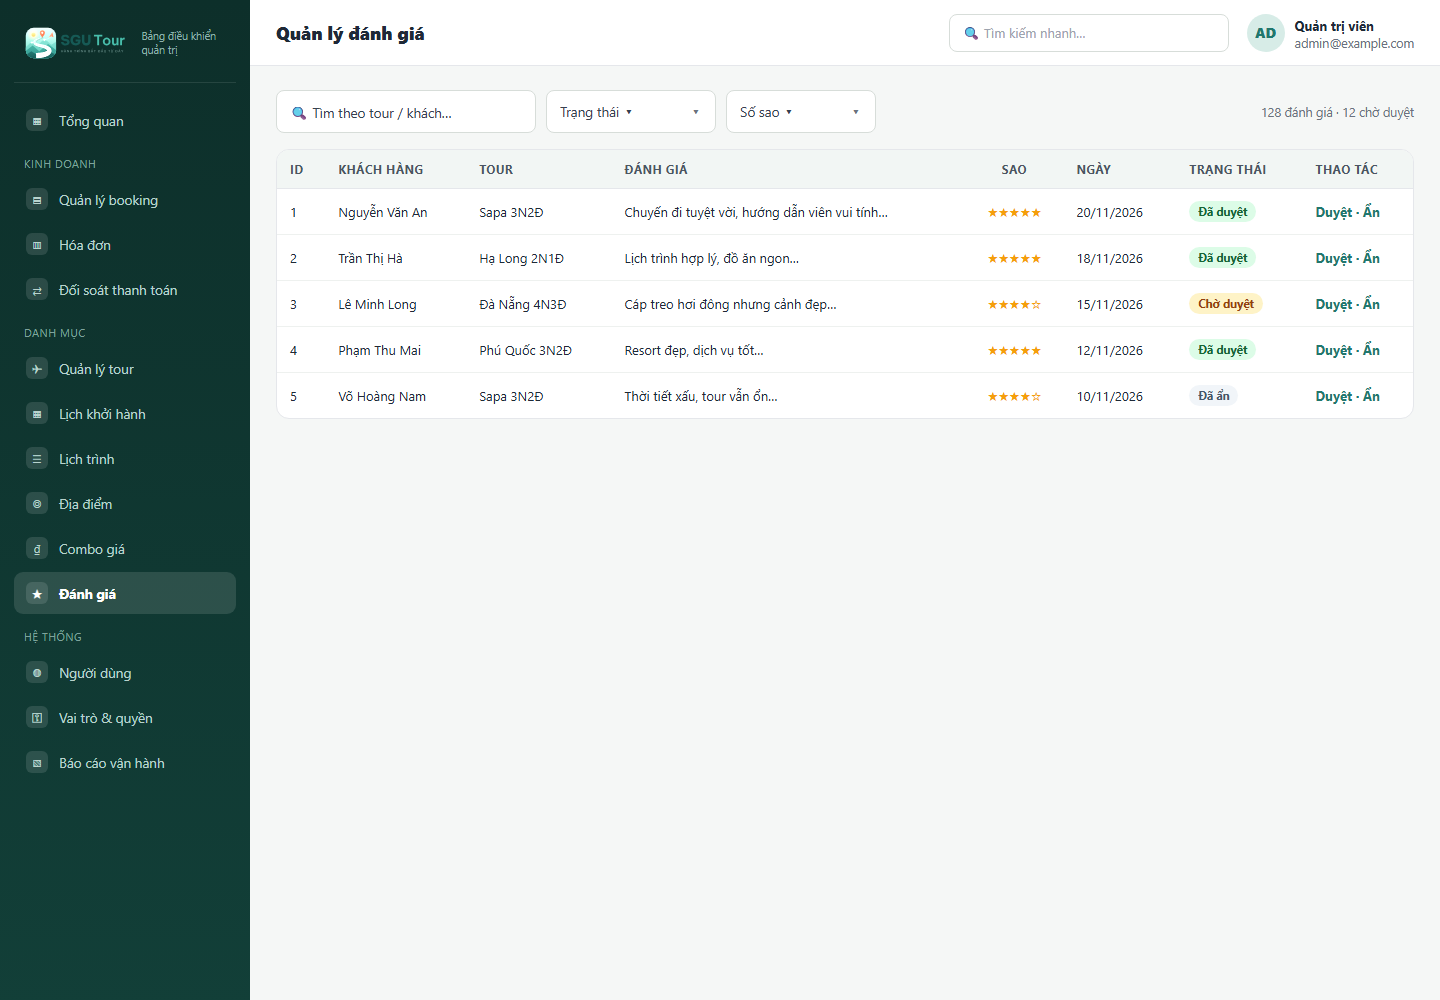 SGU Tour
Bảng điều khiển
quản trị
Tổng quan
KINH DOANH
Quản lý booking
Hóa đơn
Đối soát thanh toán
DANH MỤC
Quản lý tour
Lịch khởi hành
Lịch trình
Địa điểm
Combo giá
Đánh giá
HỆ THỐNG
Người dùng
Vai trò & quyền
Báo cáo vận hành
Quản lý đánh giá
Tìm kiếm nhanh...
AD
Quản trị viên
admin@example.com
Tìm theo tour / khách...
Trạng thái ▾
Số sao ▾
128 đánh giá · 12 chờ duyệt
ID KHÁCH HÀNG TOUR ĐÁNH GIÁ SAO NGÀY TRẠNG THÁI THAO TÁC
1 Nguyễn Văn An Sapa 3N2Đ Chuyến đi tuyệt vời, hướng dẫn viên vui tính... ★★★★★ 20/11/2026 Đã duyệt Duyệt · Ẩn
2 Trần Thị Hà Hạ Long 2N1Đ Lịch trình hợp lý, đồ ăn ngon... ★★★★★ 18/11/2026 Đã duyệt Duyệt · Ẩn
3 Lê Minh Long Đà Nẵng 4N3Đ Cáp treo hơi đông nhưng cảnh đẹp... ★★★★☆ 15/11/2026 Chờ duyệt Duyệt · Ẩn
4 Phạm Thu Mai Phú Quốc 3N2Đ Resort đẹp, dịch vụ tốt... ★★★★★ 12/11/2026 Đã duyệt Duyệt · Ẩn
5 Võ Hoàng Nam Sapa 3N2Đ Thời tiết xấu, tour vẫn ổn... ★★★★☆ 10/11/2026 Đã ẩn Duyệt · Ẩn